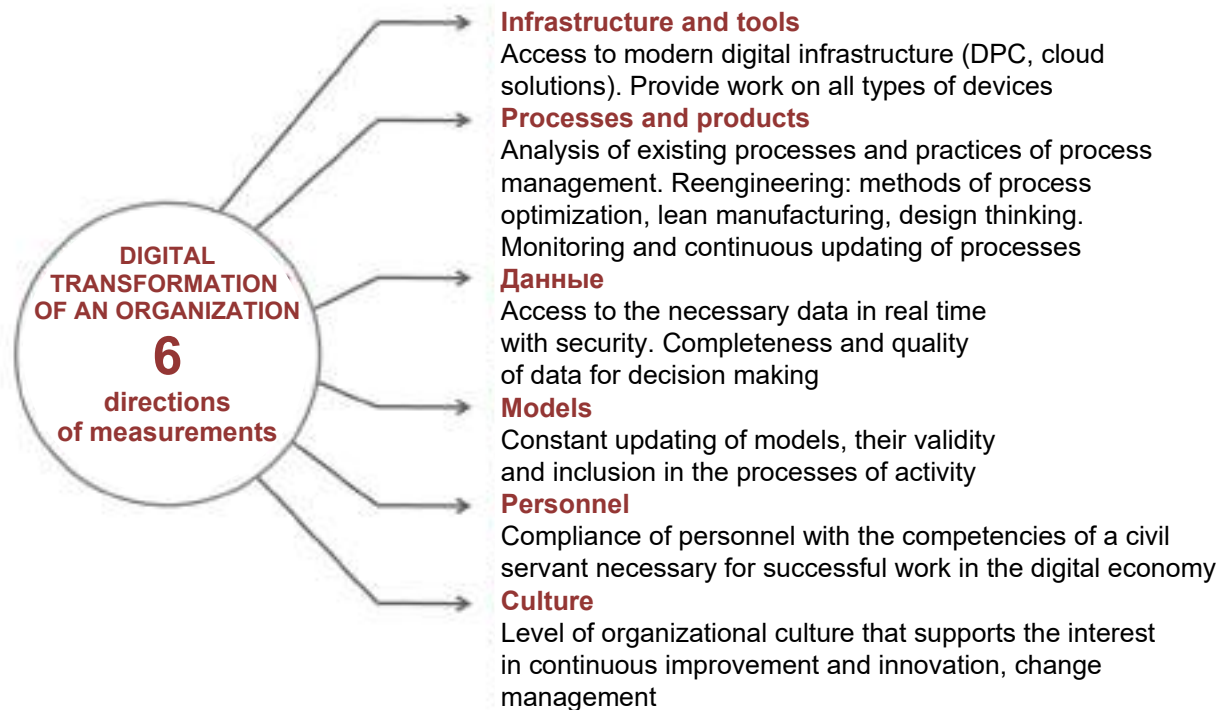 DIGITAL
TRANSFORMATION
OF AN ORGANIZATION
6
directions
of measurements
Infrastructure and tools
Access to modern digital infrastructure (DPC, cloud
solutions). Provide work on all types of devices
Processes and products
Analysis of existing processes and practices of process
management. Reengineering: methods of process
optimization, lean manufacturing, design thinking.
Monitoring and continuous updating of processes
Данные
Access to the necessary data in real time
with security. Completeness and quality
of data for decision making
Models
Constant updating of models, their validity
and inclusion in the processes of activity
Personnel
Compliance of personnel with the competencies of a civil
servant necessary for successful work in the digital economy
Culture
Level of organizational culture that supports the interest
in continuous improvement and innovation, change
management